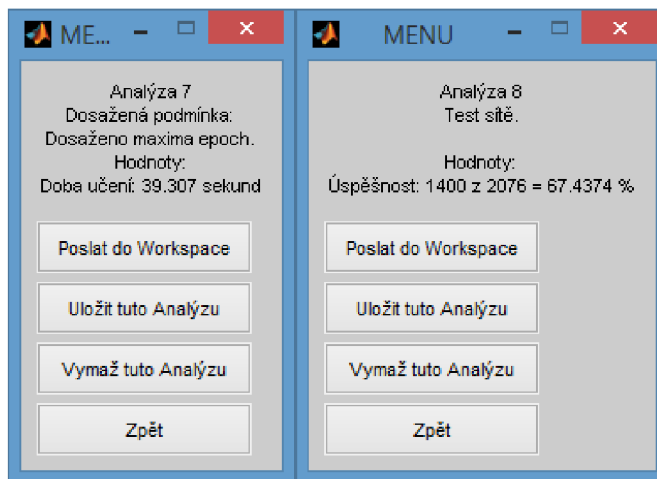 ME...
Analýza 7
Dosažená podmínka:
Dosaženo maxima epoch.
Hodnoty:
Doba učení: 39.307 sekund
Poslat do Workspace
Uložit tuto Analýzu
Vymaž tuto Analýzu
Zpět
MENU
Analýza 8
Test sítě.
Hodnoty:
Úspěšnost: 1400 z 2076 = 67.4374 %
Poslat do Workspace
Uložit tuto Analýzu
Vymaž tuto Analýzu
Zpět